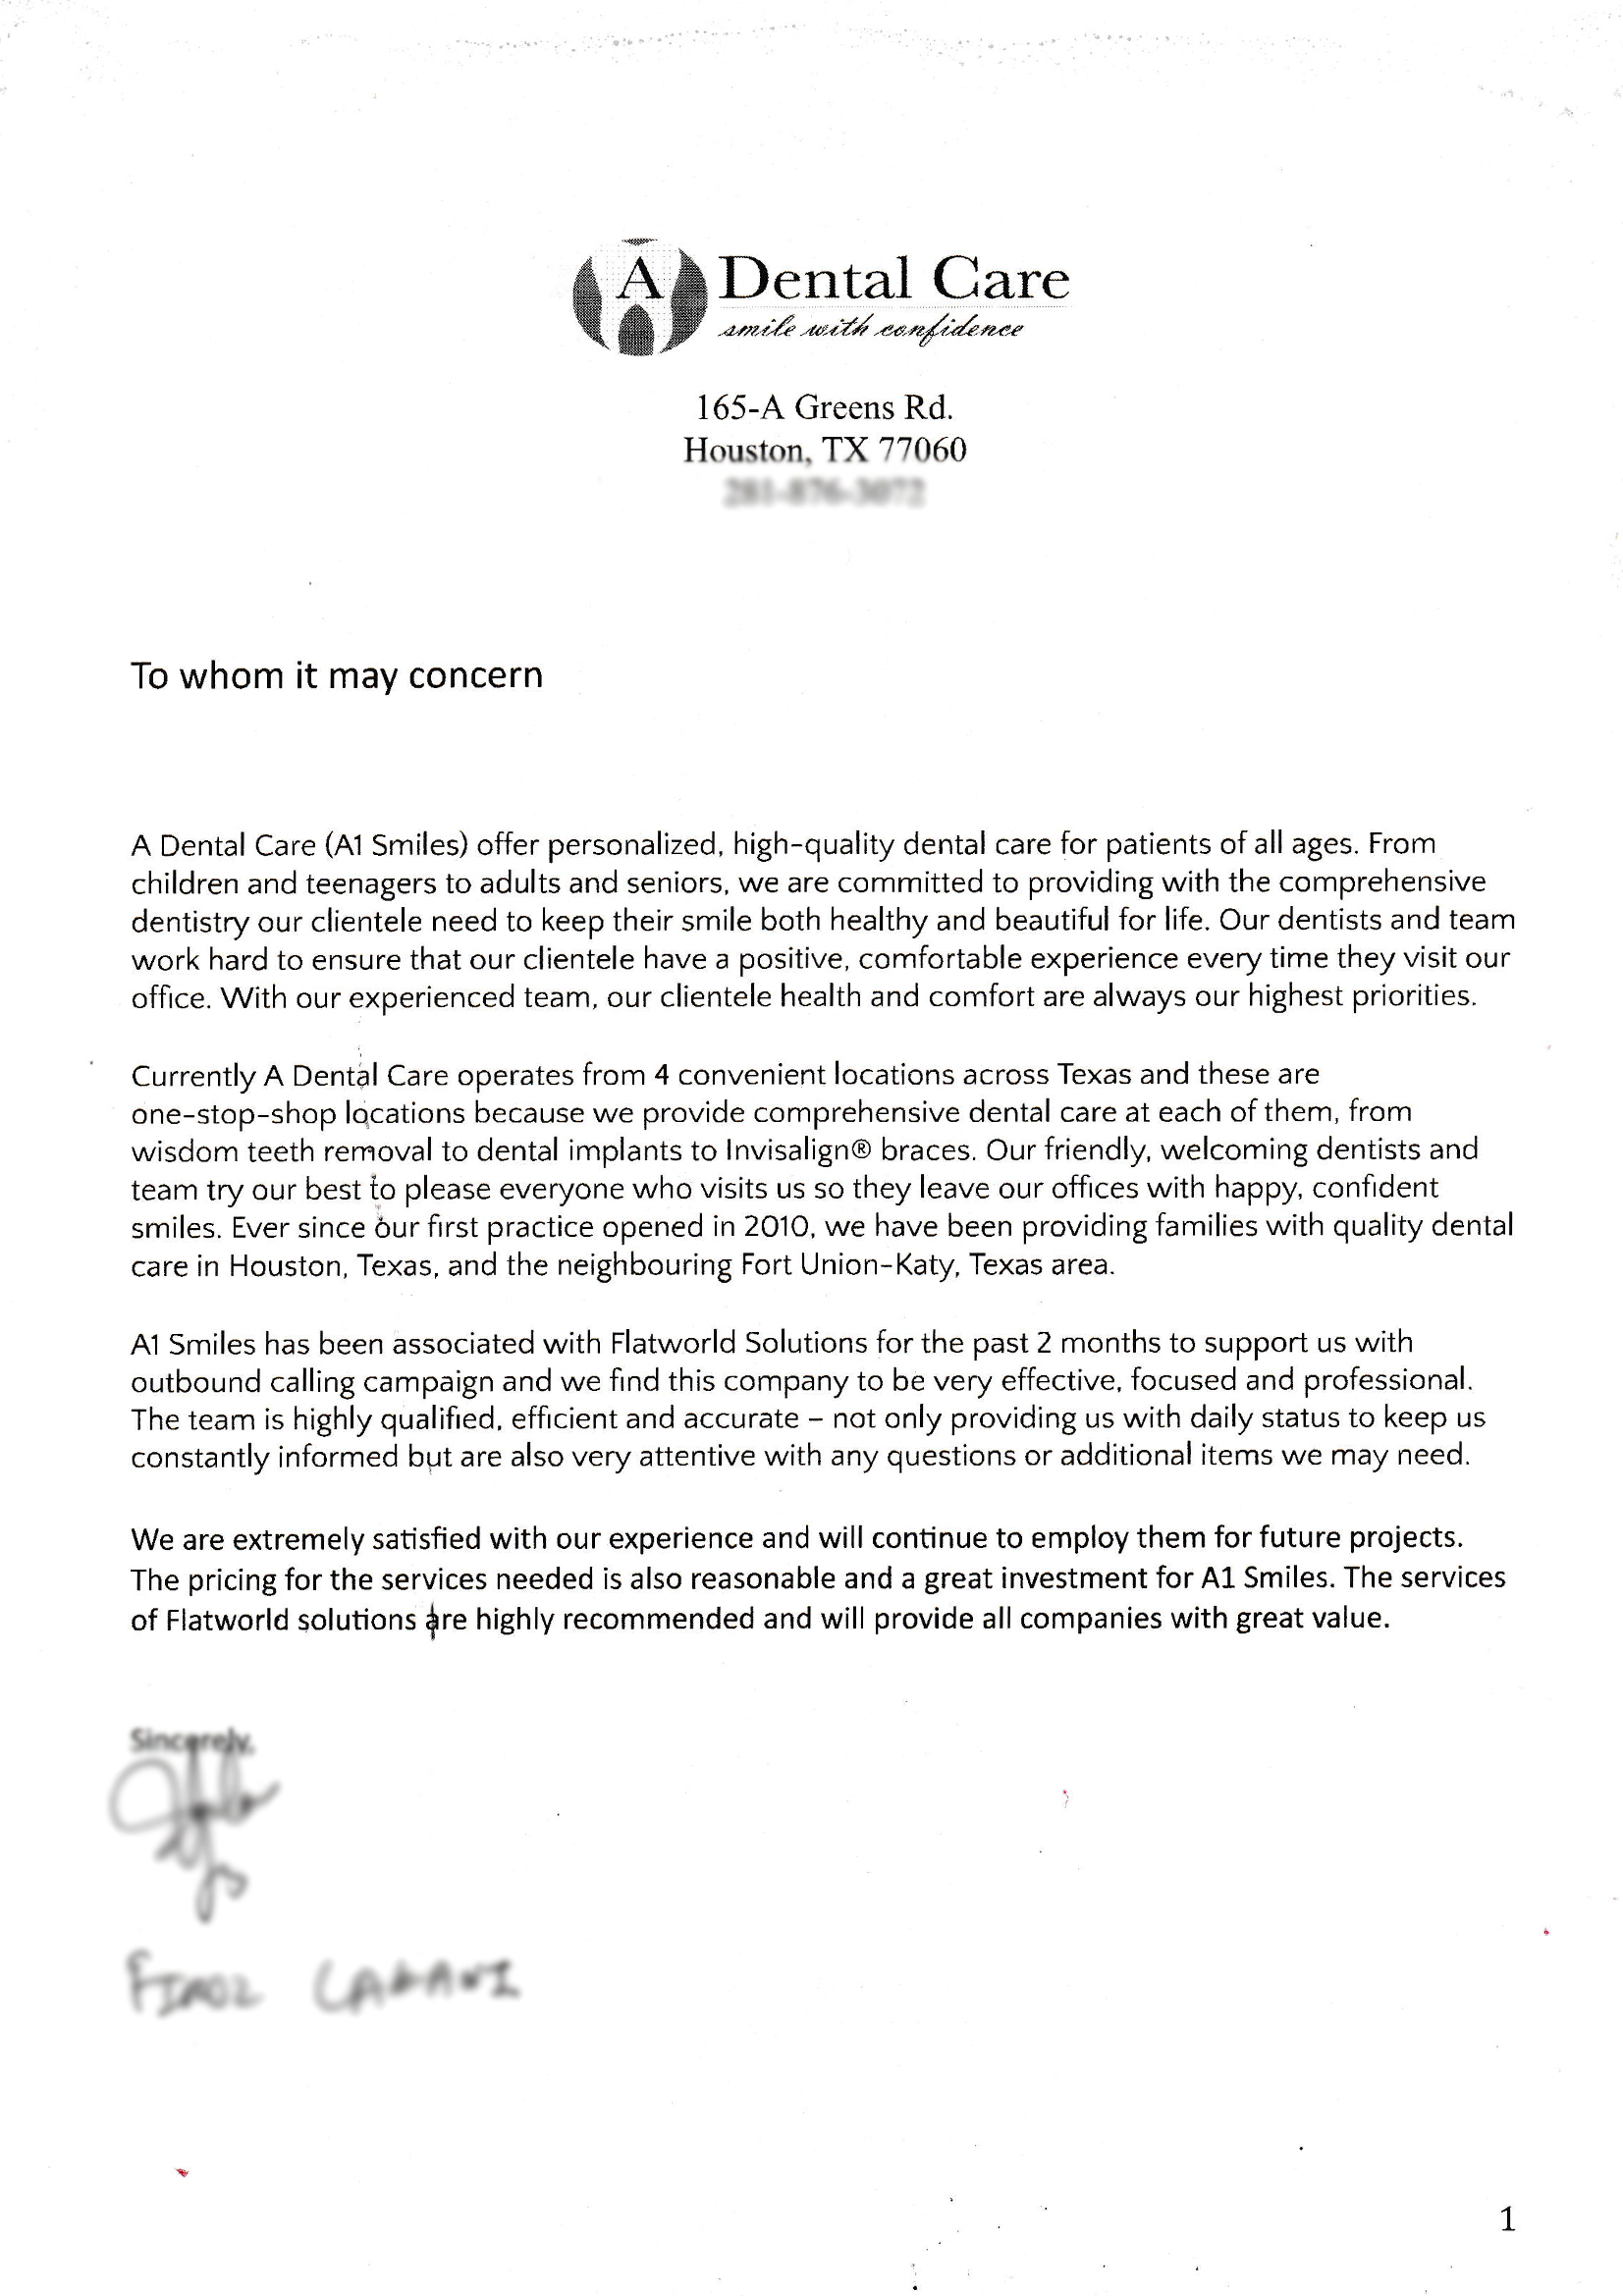 A Dental Care
smile with confidence
165-A Greens Rd.
Houston, TX 77060
To whom it may concern
A Dental Care (A1 Smiles) offer personalized, high-quality dental care for patients of all ages. From
children and teenagers to adults and seniors, we are committed to providing with the comprehensive
dentistry our clientele need to keep their smile both healthy and beautiful for life. Our dentists and team
work hard to ensure that our clientele have a positive, comfortable experience every time they visit our
office. With our experienced team, our clientele health and comfort are always our highest priorities.
Currently A Dental Care operates from 4 convenient locations across Texas and these are
one-stop-shop locations because we provide comprehensive dental care at each of them, from
wisdom teeth removal to dental implants to Invisalign® braces. Our friendly, welcoming dentists and
team try our best to please everyone who visits us so they leave our offices with happy, confident
smiles. Ever since our first practice opened in 2010, we have been providing families with quality dental
care in Houston, Texas, and the neighbouring Fort Union-Katy, Texas area.
A1 Smiles has been associated with Flatworld Solutions for the past 2 months to support us with
outbound calling campaign and we find this company to be very effective, focused and professional.
The team is highly qualified, efficient and accurate – not only providing us with daily status to keep us
constantly informed but are also very attentive with any questions or additional items we may need.
We are extremely satisfied with our experience and will continue to employ them for future projects.
The pricing for the services needed is also reasonable and a great investment for A1 Smiles. The services
of Flatworld solutions are highly recommended and will provide all companies with great value.
Sincerely,
1